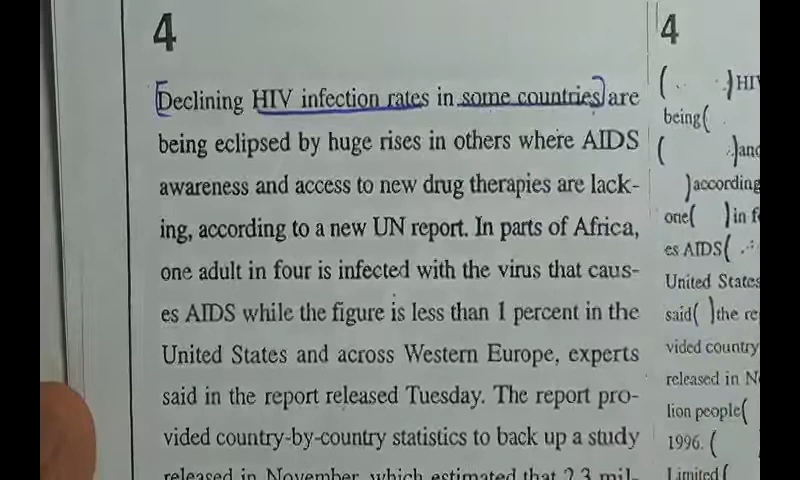 4
Declining HIV infection rates in some countries are
being eclipsed by huge rises in others where AIDS
awareness and access to new drug therapies are lack-
ing, according to a new UN report. In parts of Africa,
one adult in four is infected with the virus that caus-
es AIDS while the figure is less than 1 percent in the
United States and across Western Europe, experts
said in the report released Tuesday. The report pro-
vided country-by-country statistics to back up a study
released in November, which estimated that 2.3 mil-
4
( )HIV
being(
( )and
)according
one( )in f
es AIDS(
United States
said( )the re
vided country
released in N
lion people(
1996. (
Limited(